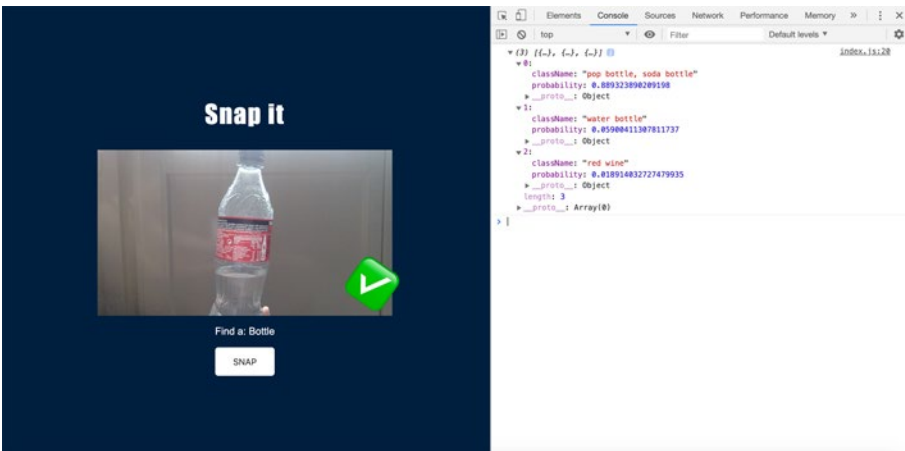 Snap it
Find a: Bottle
SNAP
Elements Console Sources Network Performance Memory »
top Filter Default levels ▼
▼(3) [{…}, {…}, {…}] index.js:20
▼0:
className: "pop bottle, soda bottle"
probability: 0.889323890209198
▶__proto__: Object
▼1:
className: "water bottle"
probability: 0.05900411307811737
▶__proto__: Object
▼2:
className: "red wine"
probability: 0.018914032727479935
▶__proto__: Object
length: 3
▶__proto__: Array(0)